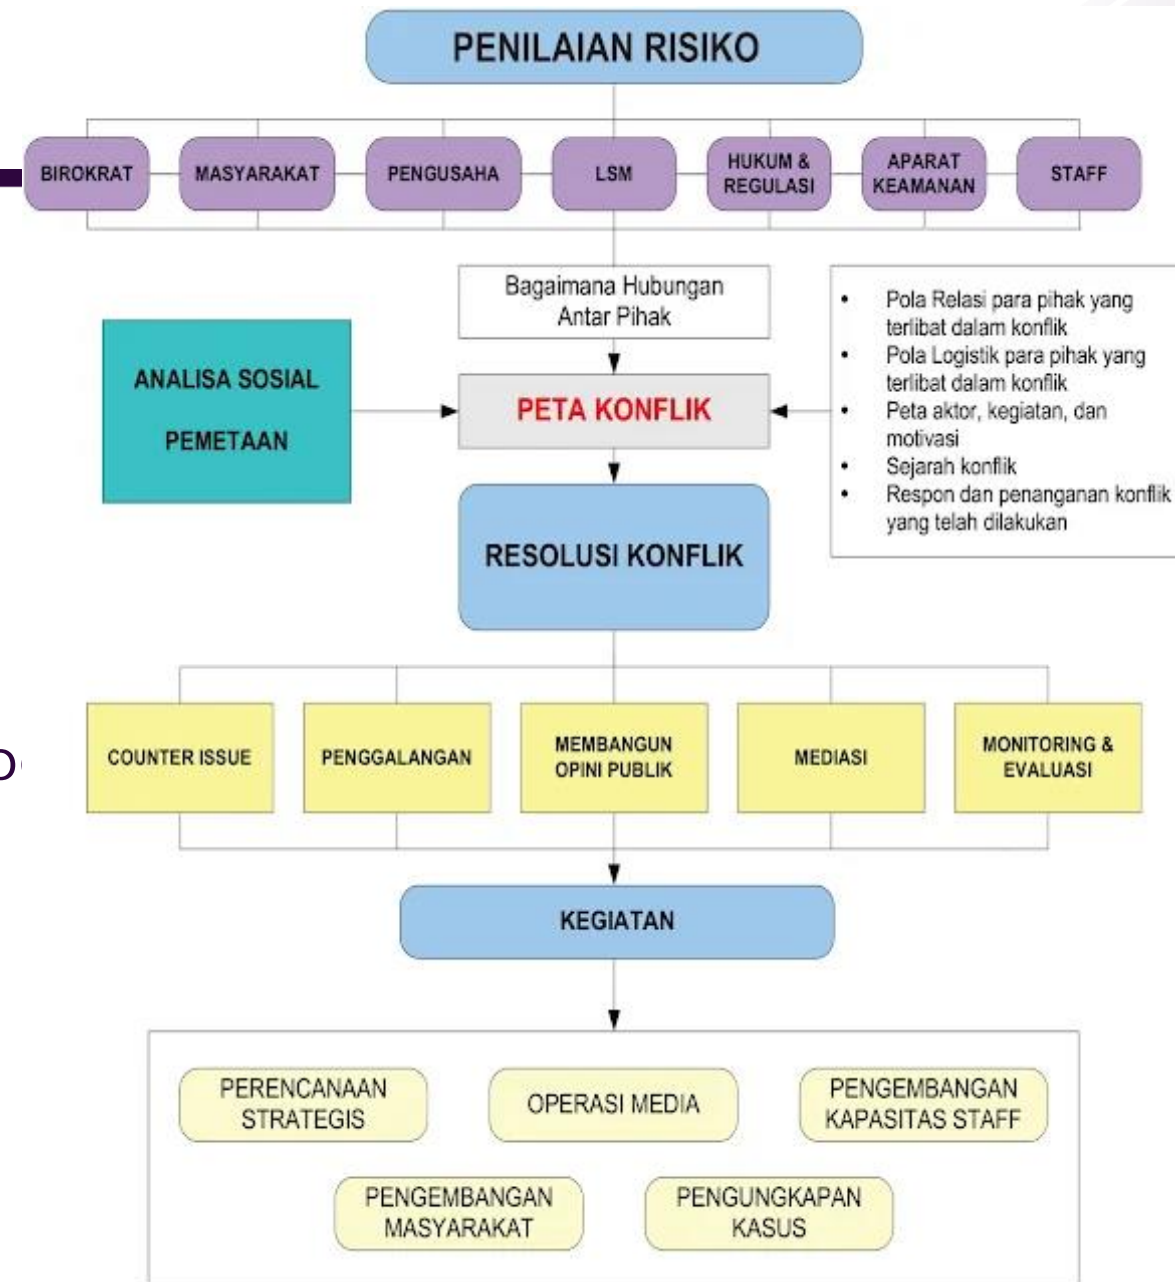 PENILAIAN RISIKO
BIROKRAT
MASYARAKAT
PENGUSAHA
LSM
HUKUM &
REGULASI
APARAT
KEAMANAN
STAFF
Bagaimana Hubungan
Antar Pihak
ANALISA SOSIAL
PEMETAAN
PETA KONFLIK
• Pola Relasi para pihak yang
terlibat dalam konflik
• Pola Logistik para pihak yang
terlibat dalam konflik
• Peta aktor, kegiatan, dan
motivasi
• Sejarah konflik
• Respon dan penanganan konflik
yang telah dilakukan
RESOLUSI KONFLIK
COUNTER ISSUE
PENGGALANGAN
MEMBANGUN
OPINI PUBLIK
MEDIASI
MONITORING &
EVALUASI
KEGIATAN
PERENCANAAN
STRATEGIS
OPERASI MEDIA
PENGEMBANGAN
KAPASITAS STAFF
PENGEMBANGAN
MASYARAKAT
PENGUNGKAPAN
KASUS